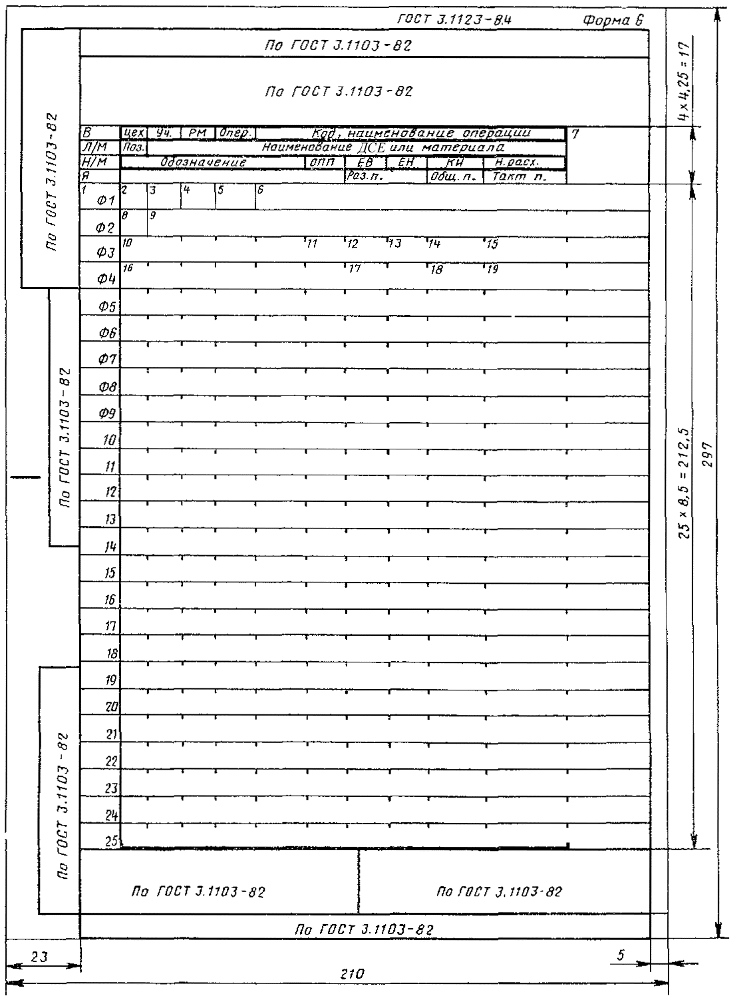 ГОСТ 3.1123-84 Форма 6
По ГОСТ 3.1103-82
По ГОСТ 3.1103-82
4 x 4,25 = 17
По ГОСТ 3.1103-82
В Цех Уч. РМ Опер. Код, наименование операции 7
Л/М Поз. Наименование ДСЕ или материала
Н/М Обозначение ОПП ЕВ ЕН КИ Н.расх.
Я Раз.п. Общ. п. Такт п.
1 Ф1 2 3 4 5 6
Ф2 8 9
Ф3 10 11 12 13 14 15
Ф4 16 17 18 19
Ф5
Ф6
Ф7
Ф8
Ф9
10
11
12
13
14
15
16
17
18
19
20
21
22
23
24
25
По ГОСТ 3.1103-82
25 x 8,5 = 212,5
297
По ГОСТ 3.1103-82
По ГОСТ 3.1103-82 По ГОСТ 3.1103-82
По ГОСТ 3.1103-82
23 5
210